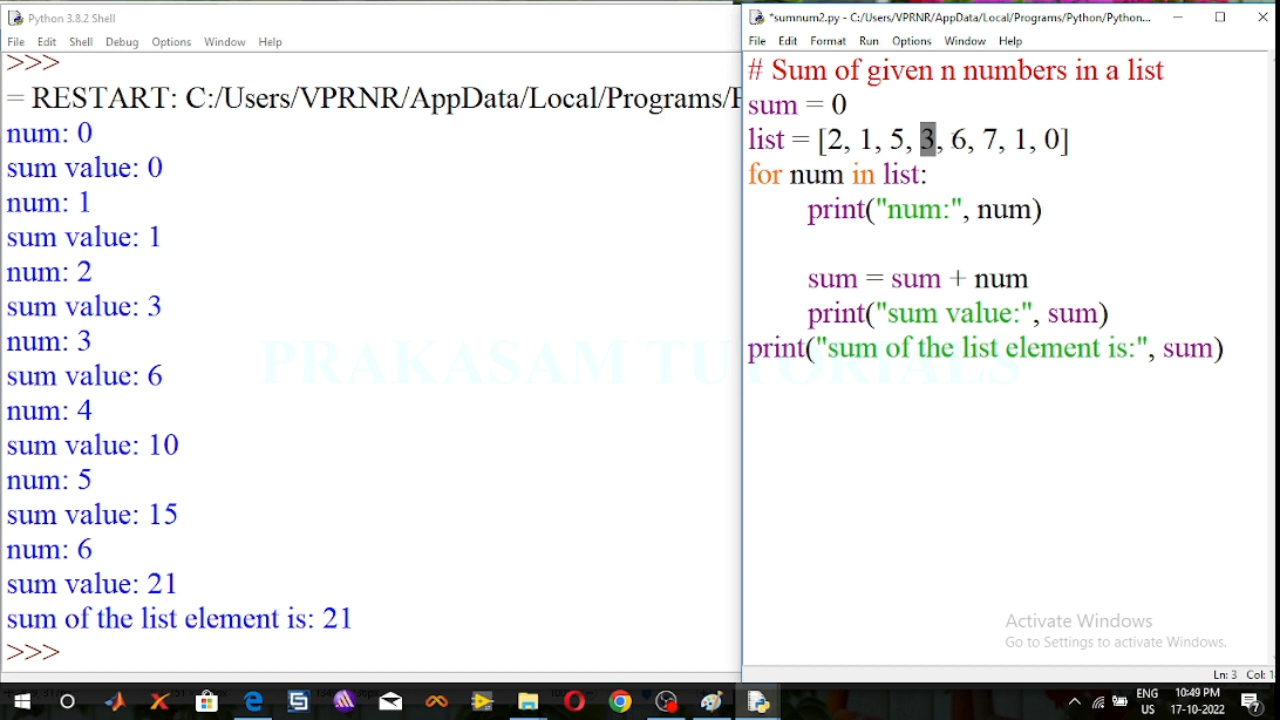 Python 3.8.2 Shell
File Edit Shell Debug Options Window Help
>>>
= RESTART: C:/Users/VPRNR/AppData/Local/Programs/
num: 0
sum value: 0
num: 1
sum value: 1
num: 2
sum value: 3
num: 3
sum value: 6
num: 4
sum value: 10
num: 5
sum value: 15
num: 6
sum value: 21
sum of the list element is: 21
>>>
*sumnum2.py - C:/Users/VPRNR/AppData/Local/Programs/Python/Python...
File Edit Format Run Options Window Help
# Sum of given n numbers in a list
sum = 0
list = [2, 1, 5, 3, 6, 7, 1, 0]
for num in list:
print("num:", num)
sum = sum + num
print("sum value:", sum)
print("sum of the list element is:", sum)
PRAKASAM TUTORIALS
Activate Windows
Go to Settings to activate Windows.
Ln: 3 Col: 1
ENG
US
10:49 PM
17-10-2022
7